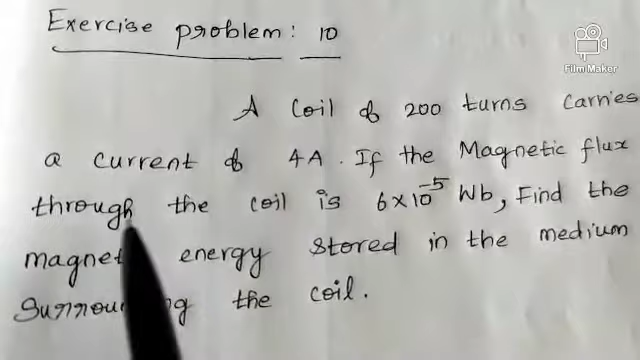 Exercise problem: 10
Film Maker
A Coil of 200 turns Carries
a current of 4A. If the Magnetic flux
through the coil is 6×10⁻⁵ Wb, Find the
energy stored in the medium
the coil.